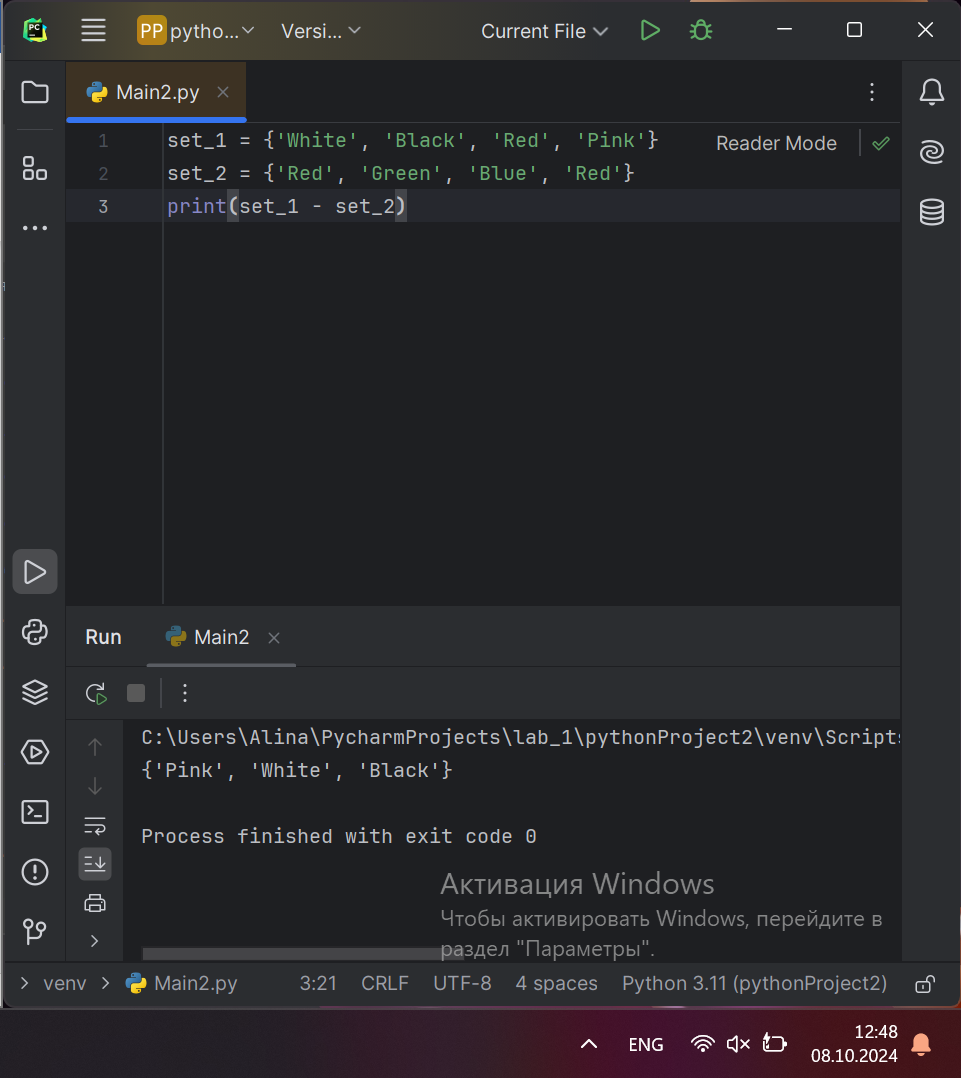 PC
PP pytho... Versi... Current File
Main2.py
1 set_1 = {'White', 'Black', 'Red', 'Pink'}
Reader Mode
2 set_2 = {'Red', 'Green', 'Blue', 'Red'}
3 print(set_1 - set_2)
Run Main2
C:\Users\Alina\PycharmProjects\lab_1\pythonProject2\venv\Scripts
{'Pink', 'White', 'Black'}
Process finished with exit code 0
Активация Windows
Чтобы активировать Windows, перейдите в
раздел "Параметры".
venv Main2.py 3:21 CRLF UTF-8 4 spaces Python 3.11 (pythonProject2)
ENG
12:48
08.10.2024